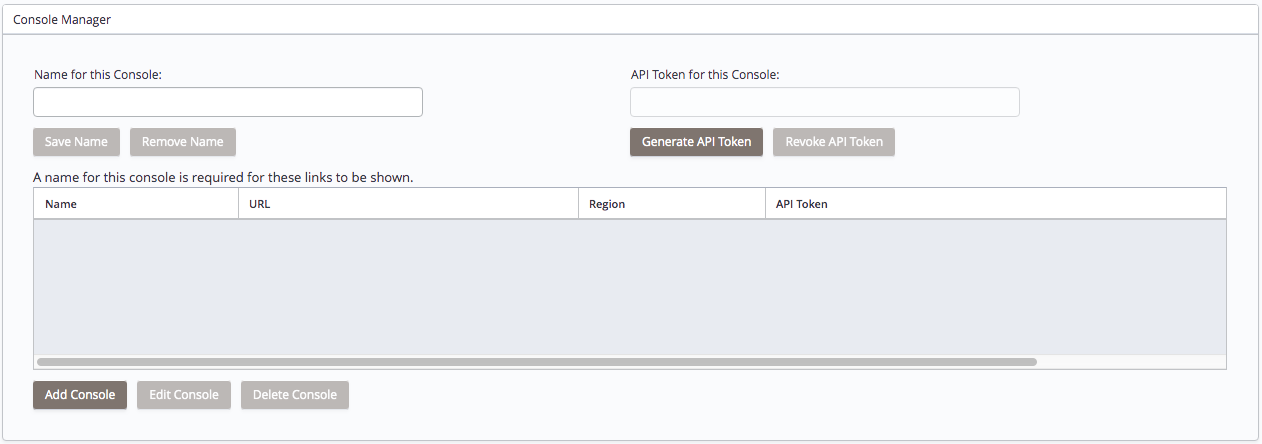 Console Manager
Name for this Console:
API Token for this Console:
Save Name
Remove Name
Generate API Token
Revoke API Token
A name for this console is required for these links to be shown.
Name
URL
Region
API Token
Add Console
Edit Console
Delete Console